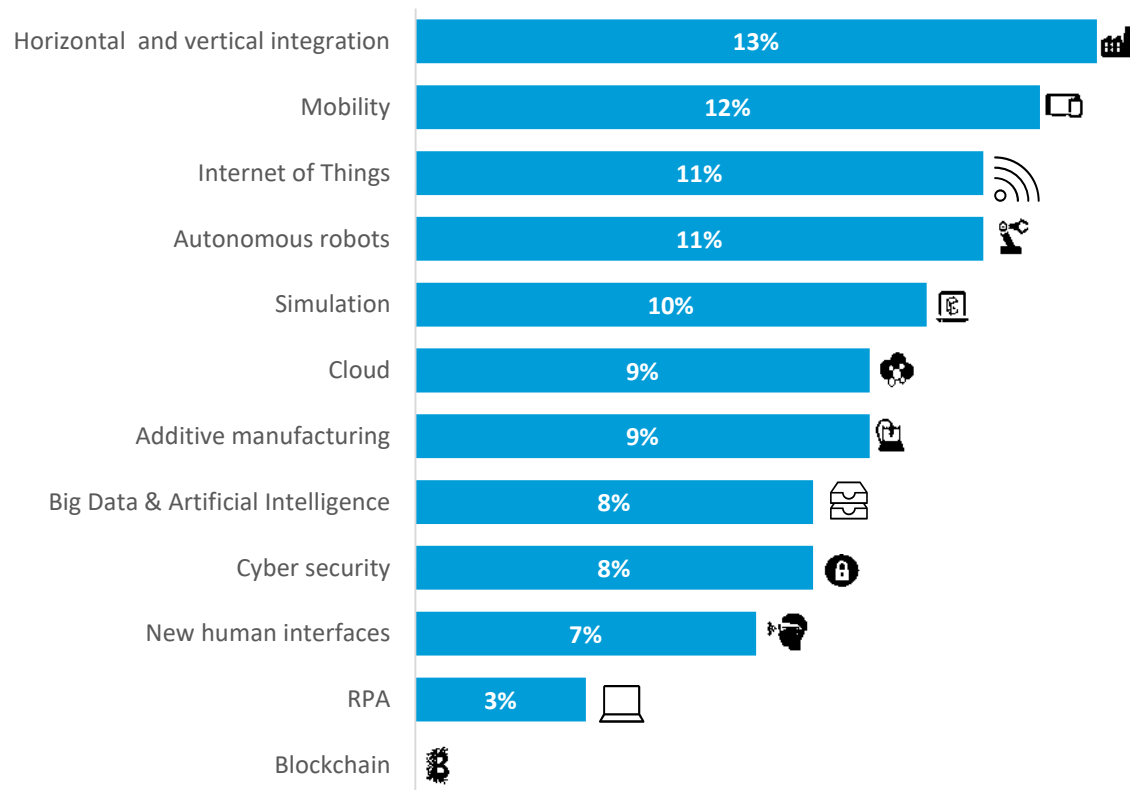 Horizontal and vertical integration 13%
Mobility 12%
Internet of Things 11%
Autonomous robots 11%
Simulation 10%
Cloud 9%
Additive manufacturing 9%
Big Data & Artificial Intelligence 8%
Cyber security 8%
New human interfaces 7%
RPA 3%
Blockchain